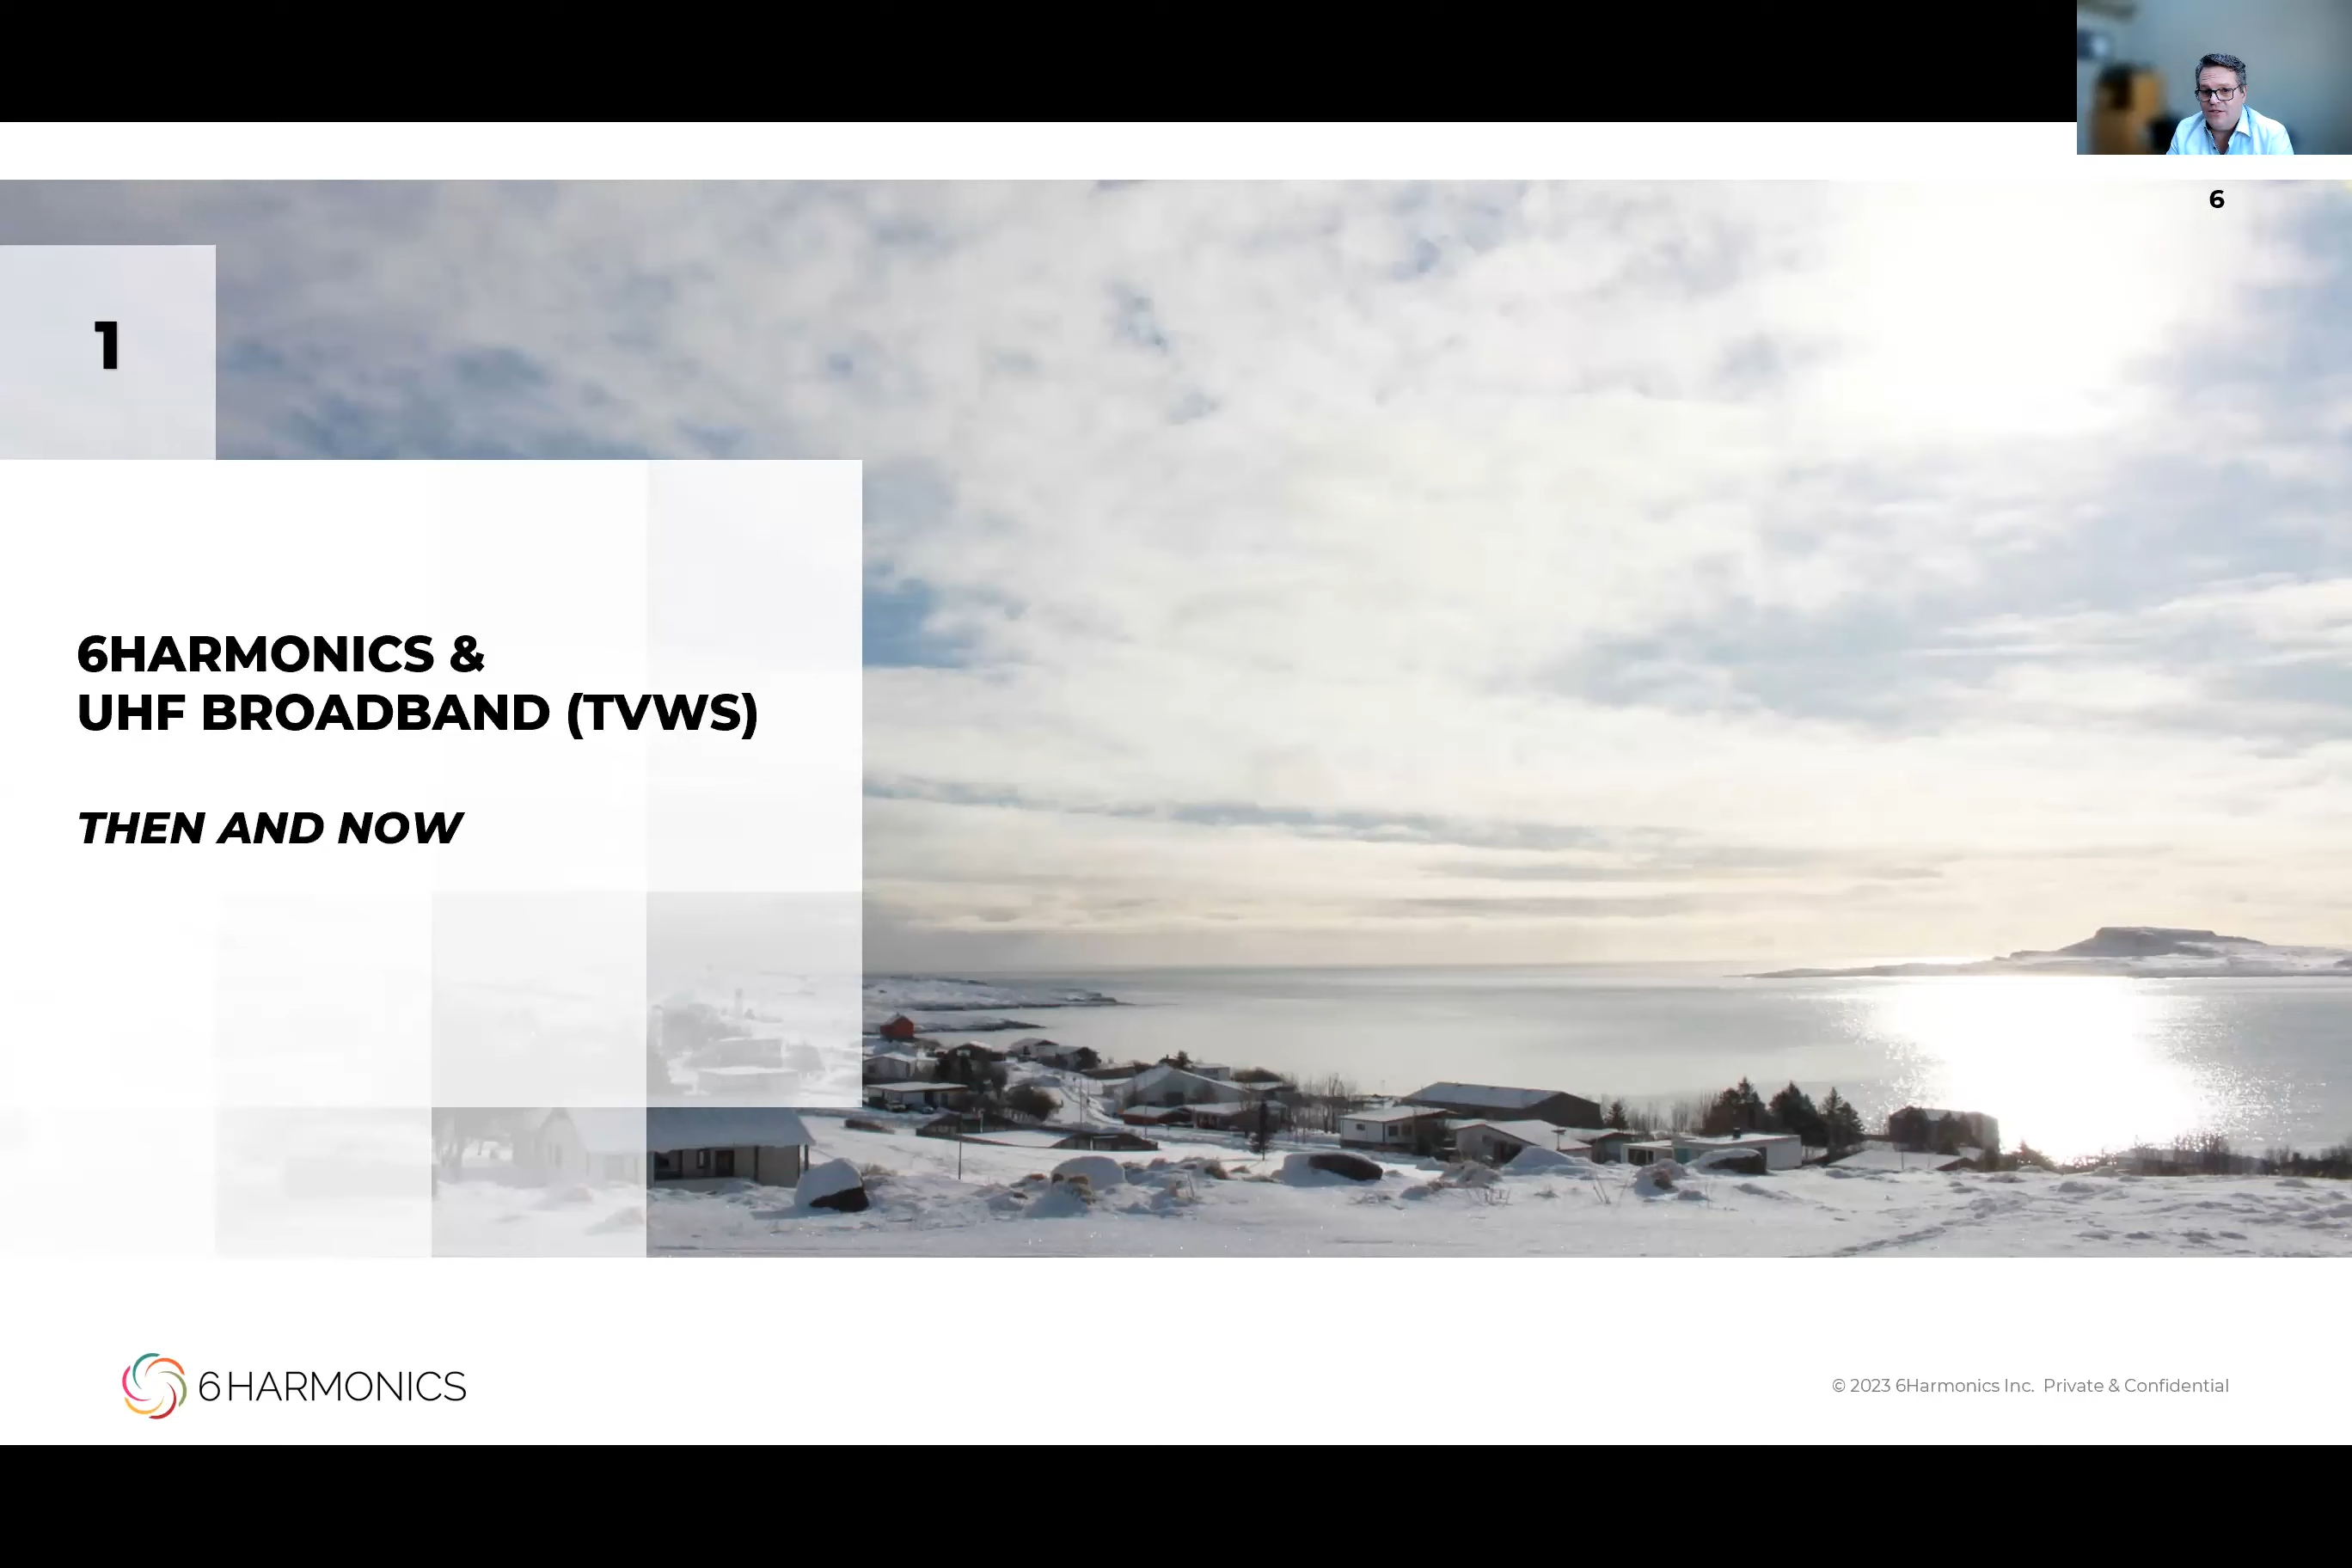 6
1
6HARMONICS &
UHF BROADBAND (TVWS)
THEN AND NOW
6HARMONICS
© 2023 6Harmonics Inc. Private & Confidential